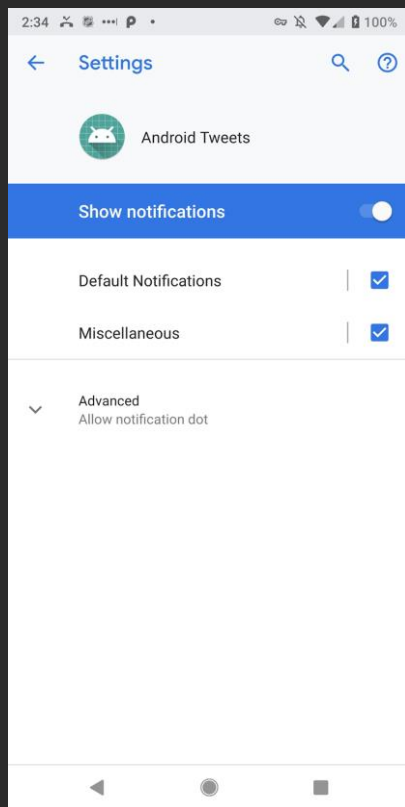 2:34 100%
Settings
Android Tweets
Show notifications
Default Notifications
Miscellaneous
Advanced
Allow notification dot